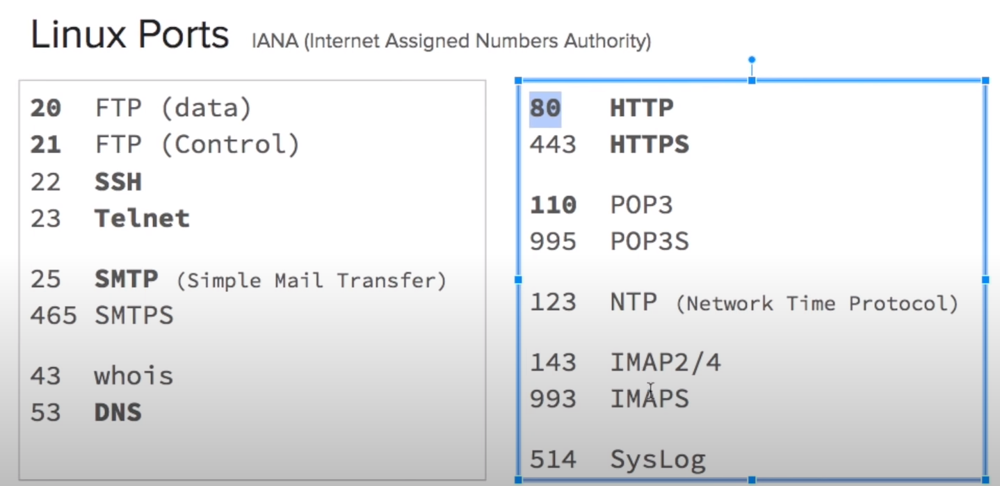 Linux Ports IANA (Internet Assigned Numbers Authority)
20 FTP (data)
21 FTP (Control)
22 SSH
23 Telnet
25 SMTP (Simple Mail Transfer)
465 SMTPS
43 whois
53 DNS
80 HTTP
443 HTTPS
110 POP3
995 POP3S
123 NTP (Network Time Protocol)
143 IMAP2/4
993 IMAPS
514 SysLog